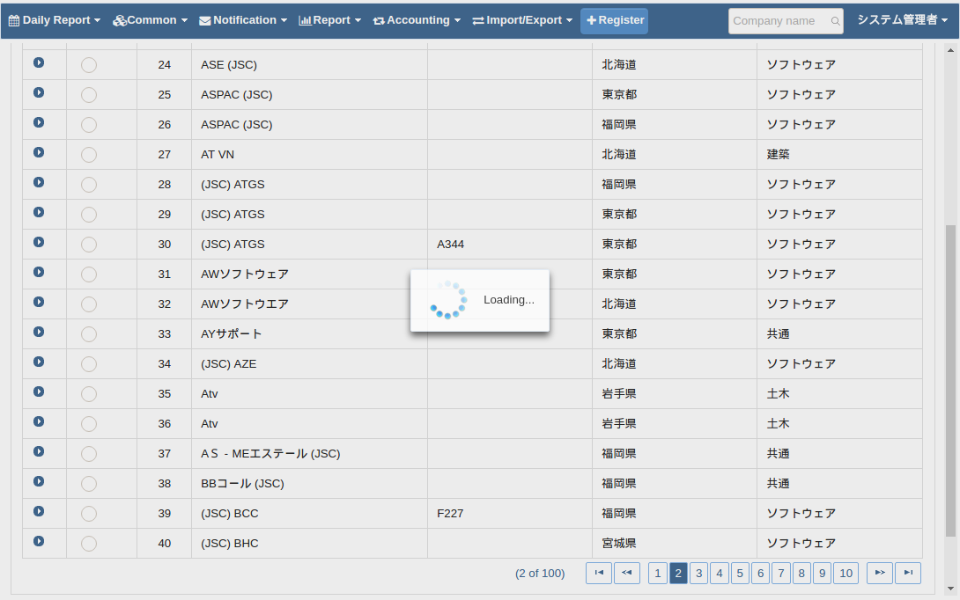 Daily Report Common Notification Report Accounting Import/Export Register Company name システム管理者
24 ASE (JSC) 北海道 ソフトウェア
25 ASPAC (JSC) 東京都 ソフトウェア
26 ASPAC (JSC) 福岡県 ソフトウェア
27 AT VN 北海道 建築
28 (JSC) ATGS 福岡県 ソフトウェア
29 (JSC) ATGS 東京都 ソフトウェア
30 (JSC) ATGS A344 東京都 ソフトウェア
31 AWソフトウェア 東京都 ソフトウェア
32 AWソフトウエア 北海道 ソフトウェア
Loading...
33 AYサポート 東京都 共通
34 (JSC) AZE 北海道 ソフトウェア
35 Atv 岩手県 土木
36 Atv 岩手県 土木
37 AS - MEエステール (JSC) 福岡県 共通
38 BBコール (JSC) 福岡県 共通
39 (JSC) BCC F227 福岡県 ソフトウェア
40 (JSC) BHC 宮城県 ソフトウェア
(2 of 100) 1 2 3 4 5 6 7 8 9 10